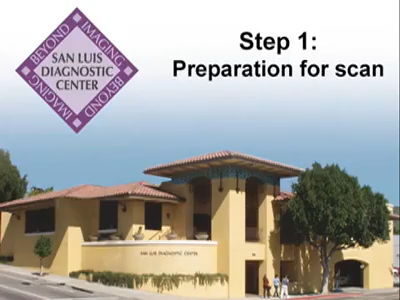 BEYOND IMAGING
SAN LUIS
DIAGNOSTIC
CENTER
IMAGING BEYOND
Step 1:
Preparation for scan
SAN LUIS DIAGNOSTIC CENTER